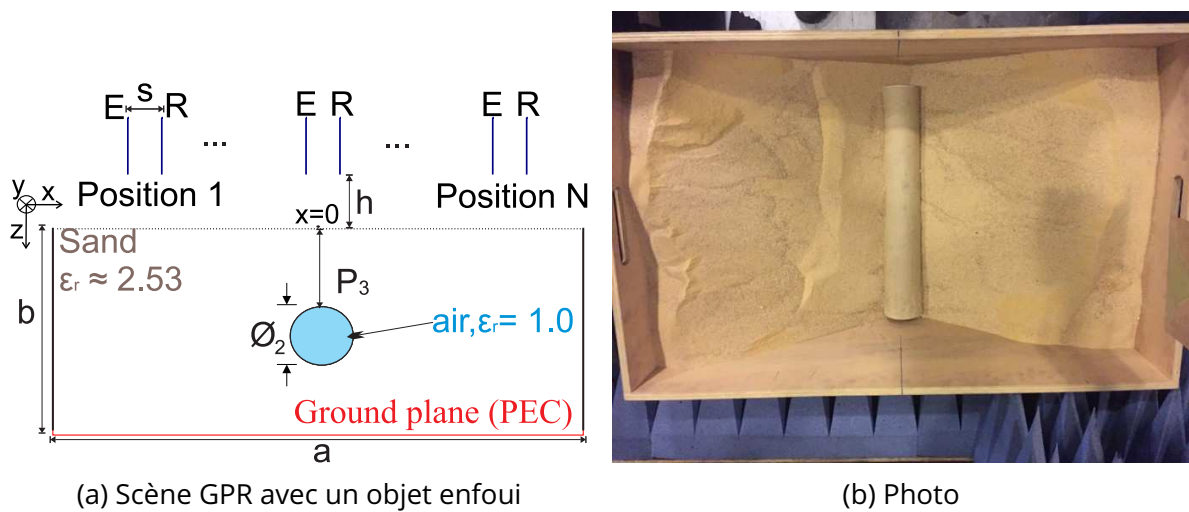 E s R E R E R
... ...
y x Position 1 h Position N
z x=0
Sand
εᵣ ≈ 2.53 P₃
b
Ø₂ air,εᵣ= 1.0
Ground plane (PEC)
a
(a) Scène GPR avec un objet enfoui (b) Photo